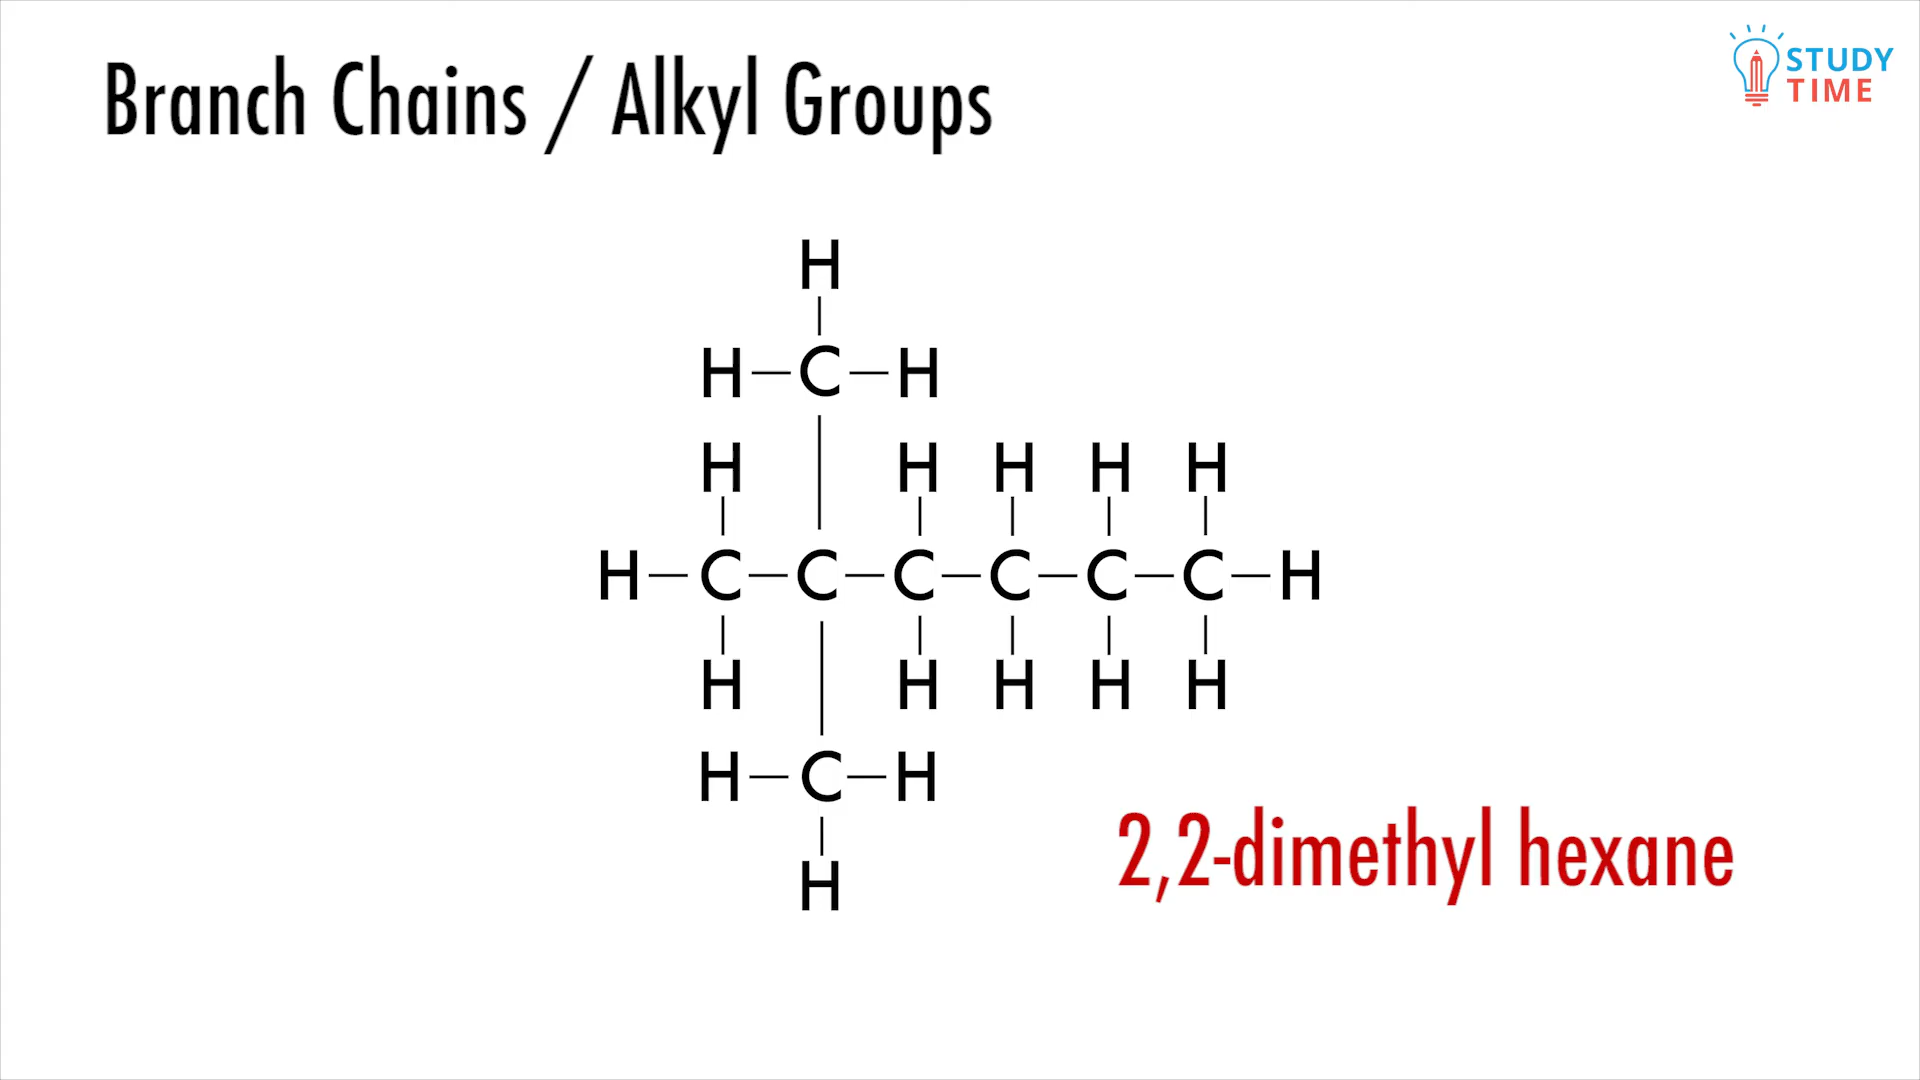 Branch Chains / Alkyl Groups
STUDY
TIME
H
H—C—H
H H H H H
H—C—C—C—C—C—C—H
H H H H H
H—C—H
H
2,2-dimethyl hexane